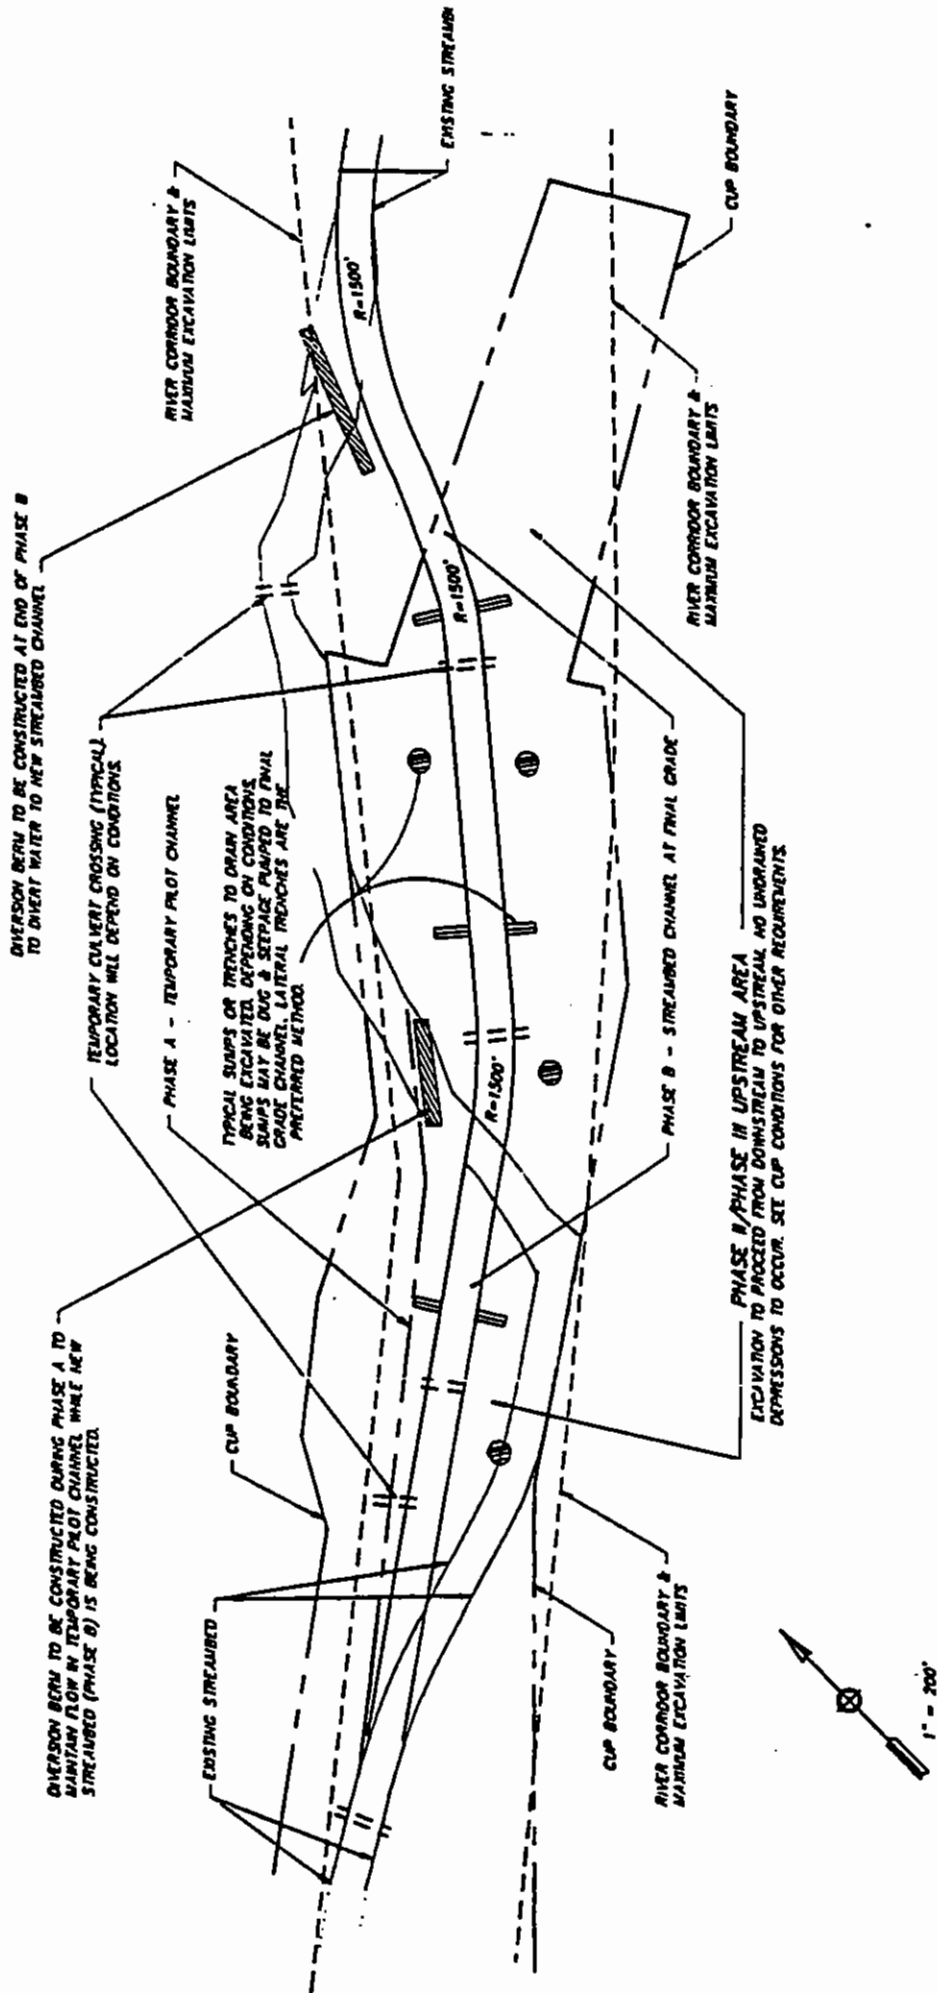 DIVERSION BERM TO BE CONSTRUCTED AT END OF PHASE B
TO DIVERT WATER TO NEW STREAMBED CHANNEL
RIVER CORRIDOR BOUNDARY &
MAXIMUM EXCAVATION LIMITS
EXISTING STREAMB
TEMPORARY CULVERT CROSSING (TYPICAL)
LOCATION WILL DEPEND ON CONDITIONS.
PHASE A - TEMPORARY PILOT CHANNEL
TYPICAL SUMPS OR TRENCHES TO DRAIN AREA
BEING EXCAVATED. DEPENDING ON CONDITIONS,
SUMPS MAY BE DUG & SEEPAGE PUMPED TO FINAL
GRADE CHANNEL. LATERAL TRENCHES ARE THE
PREFERRED METHOD.
DIVERSION BERM TO BE CONSTRUCTED DURING PHASE A TO
MAINTAIN FLOW IN TEMPORARY PILOT CHANNEL WHILE NEW
STREAMBED (PHASE B) IS BEING CONSTRUCTED.
CUP BOUNDARY
EXISTING STREAMBED
R=1500'
R=1500'
R=1500'
CUP BOUNDARY
RIVER CORRIDOR BOUNDARY &
MAXIMUM EXCAVATION LIMITS
PHASE B - STREAMBED CHANNEL AT FINAL GRADE
PHASE II/PHASE III UPSTREAM AREA
EXCAVATION TO PROCEED FROM DOWNSTREAM TO UPSTREAM, NO UNDRAINED
DEPRESSIONS TO OCCUR. SEE CUP CONDITIONS FOR OTHER REQUIREMENTS.
CUP BOUNDARY
RIVER CORRIDOR BOUNDARY &
MAXIMUM EXCAVATION LIMITS
1" = 200'